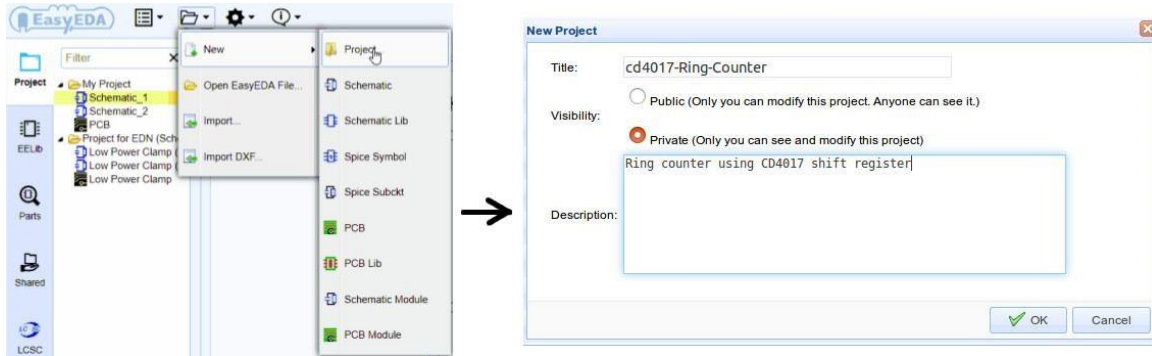 EasyEDA
Project
EELib
Parts
Shared
LCSC
Filter
My Project
Schematic_1
Schematic_2
PCB
Project for EDN (Sch
Low Power Clamp (
Low Power Clamp (
Low Power Clamp
New
Open EasyEDA File...
Import...
Import DXF...
Project
Schematic
Schematic Lib
Spice Symbol
Spice Subckt
PCB
PCB Lib
Schematic Module
PCB Module
New Project
Title: cd4017-Ring-Counter
Visibility:
Public (Only you can modify this project. Anyone can see it.)
Private (Only you can see and modify this project)
Description:
Ring counter using CD4017 shift register
OK
Cancel